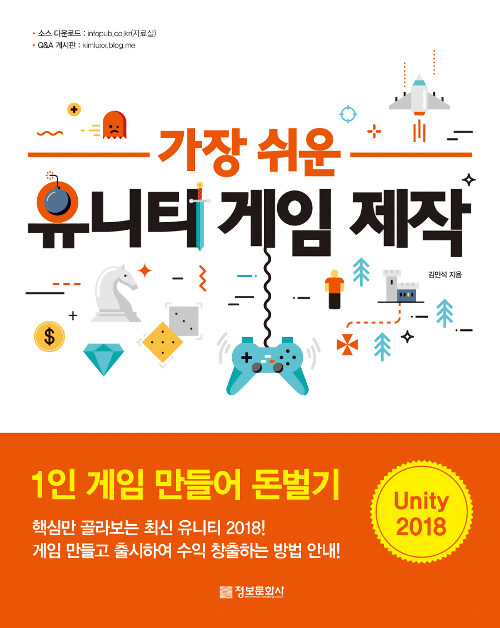 • 소스 다운로드 : infopub.co.kr(자료실)
• Q&A 게시판 : kimluxx.blog.me
가장 쉬운
유니티 게임 제작
김민석 지음
$
1인 게임 만들어 돈벌기
핵심만 골라보는 최신 유니티 2018!
게임 만들고 출시하여 수익 창출하는 방법 안내!
Unity
2018
정보문화사